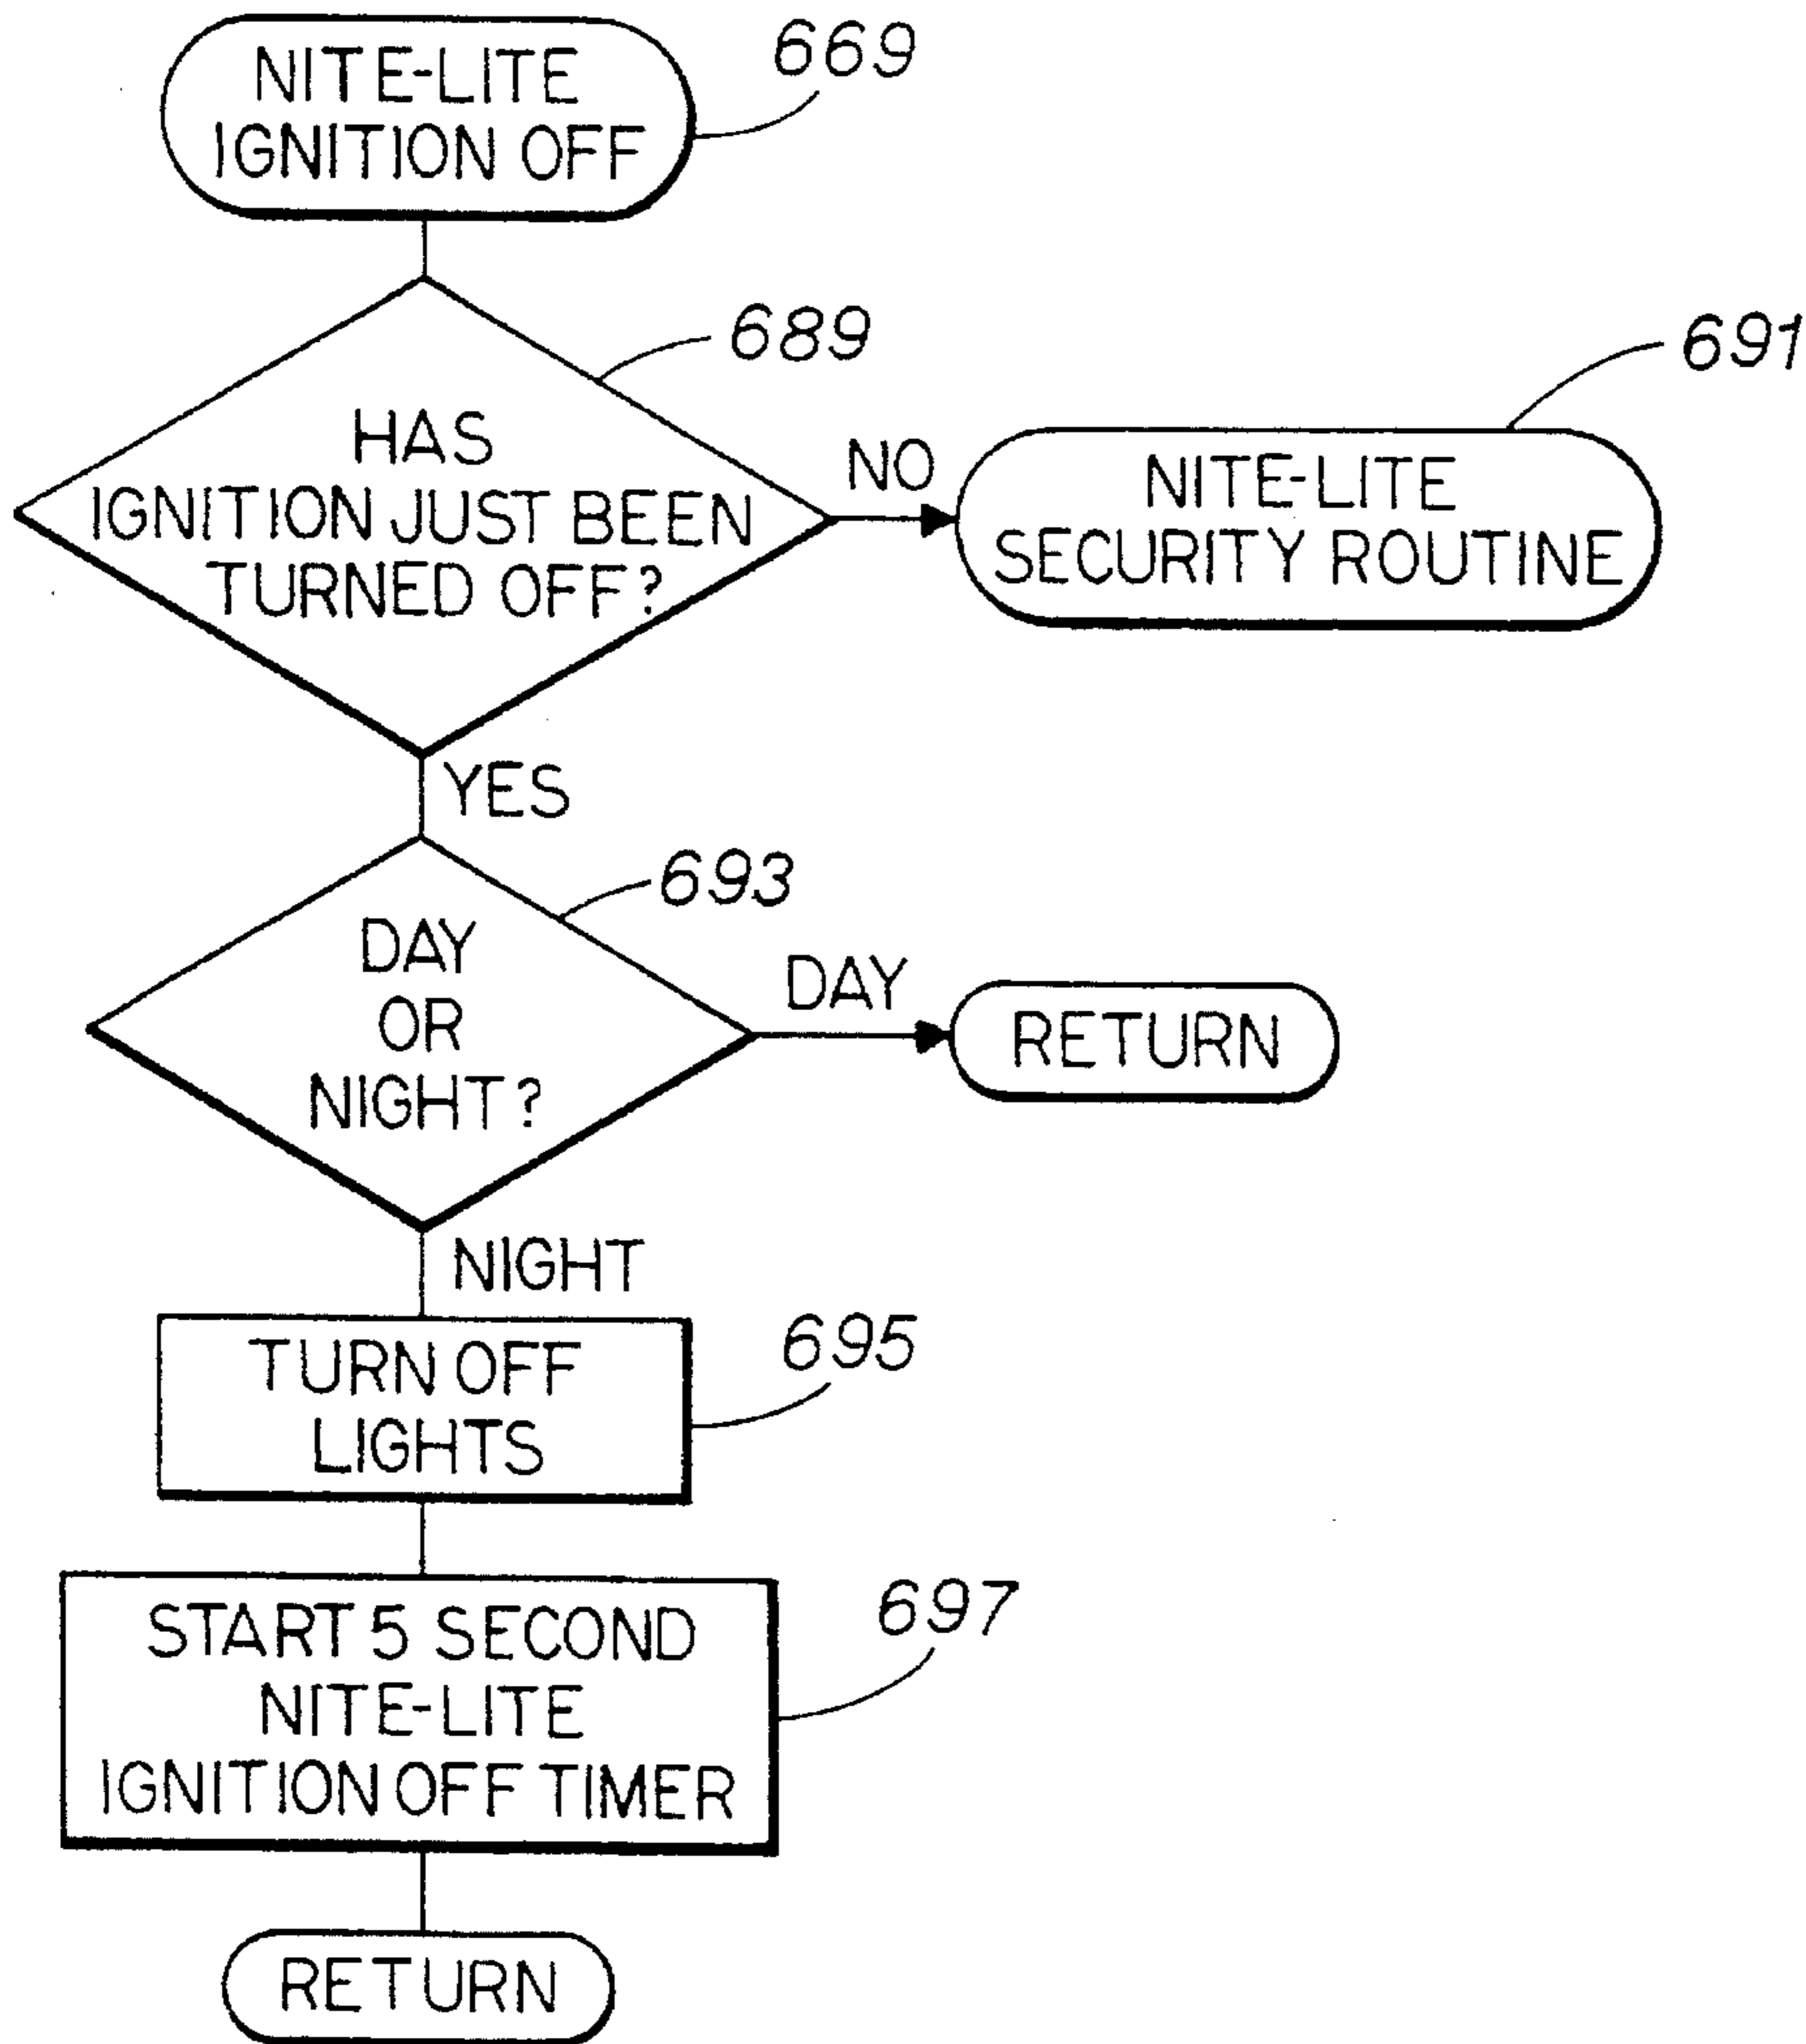 NITE-LITE
IGNITION OFF
669
HAS
IGNITION JUST BEEN
TURNED OFF?
689
NO
NITE-LITE
SECURITY ROUTINE
691
YES
DAY
OR
NIGHT?
693
DAY
RETURN
NIGHT
TURN OFF
LIGHTS
695
START 5 SECOND
NITE-LITE
IGNITION OFF TIMER
697
RETURN